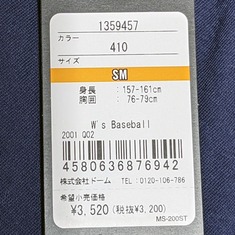 1359457
カラー
410
サイズ
SM
身長 :157-161cm
胸囲 : 76-79cm
W's Baseball
2001 Q02
4580636876942
株式会社ドーム TEL:0120-106-786
希望小売価格
¥3,520(税抜¥3,200)
MS-200ST